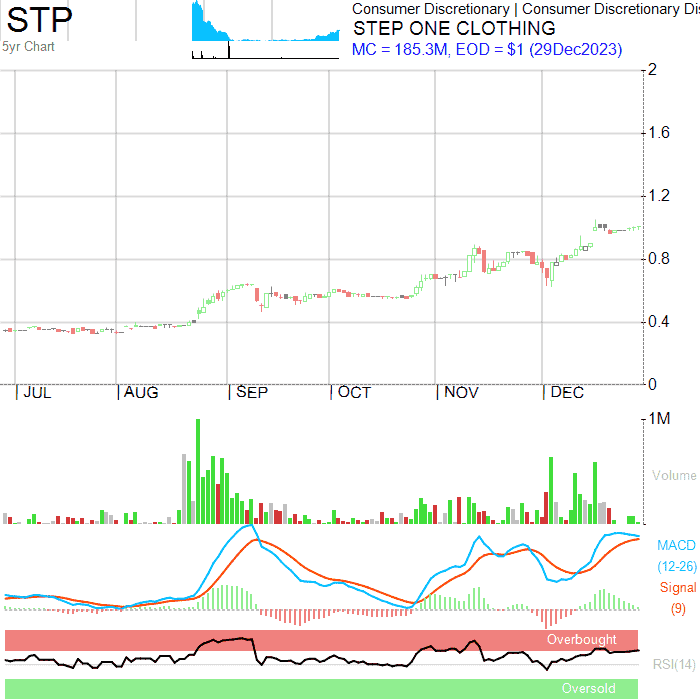 STP
5yr Chart
Consumer Discretionary | Consumer Discretionary Dis
STEP ONE CLOTHING
MC = 185.3M, EOD = $1 (29Dec2023)
2
1.6
1.2
0.8
0.4
0
JUL AUG SEP OCT NOV DEC
1M
Volume
MACD
(12-26)
Signal
(9)
Overbought
RSI(14)
Oversold